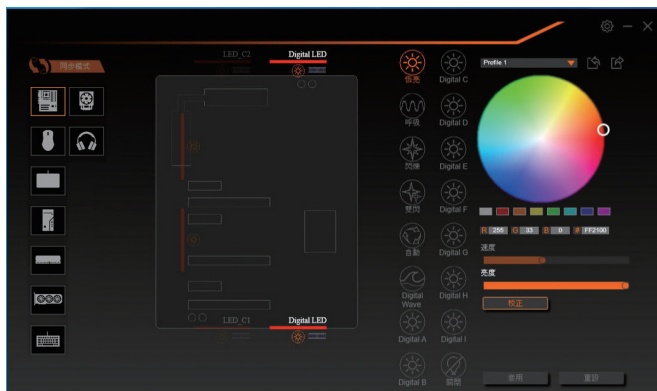 同步模式
LED_C2 Digital LED
LED_C1 Digital LED
恆亮 Digital C
呼吸 Digital D
閃爍 Digital E
雙閃 Digital F
自動 Digital G
Digital Wave Digital H
Digital A Digital I
Digital B 關閉
Profile 1
R 255 G 33 B 0 # FF2100
速度
亮度
校正
套用 重設